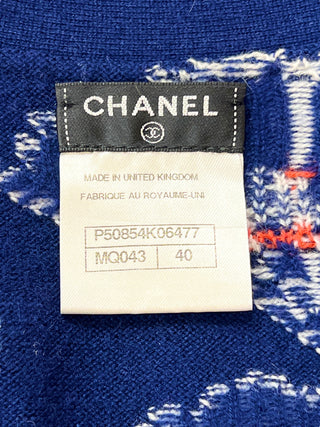 CHANEL
MADE IN UNITED KINGDOM
FABRIQUE AU ROYAUME-UNI
P50854K06477
MQ043 40